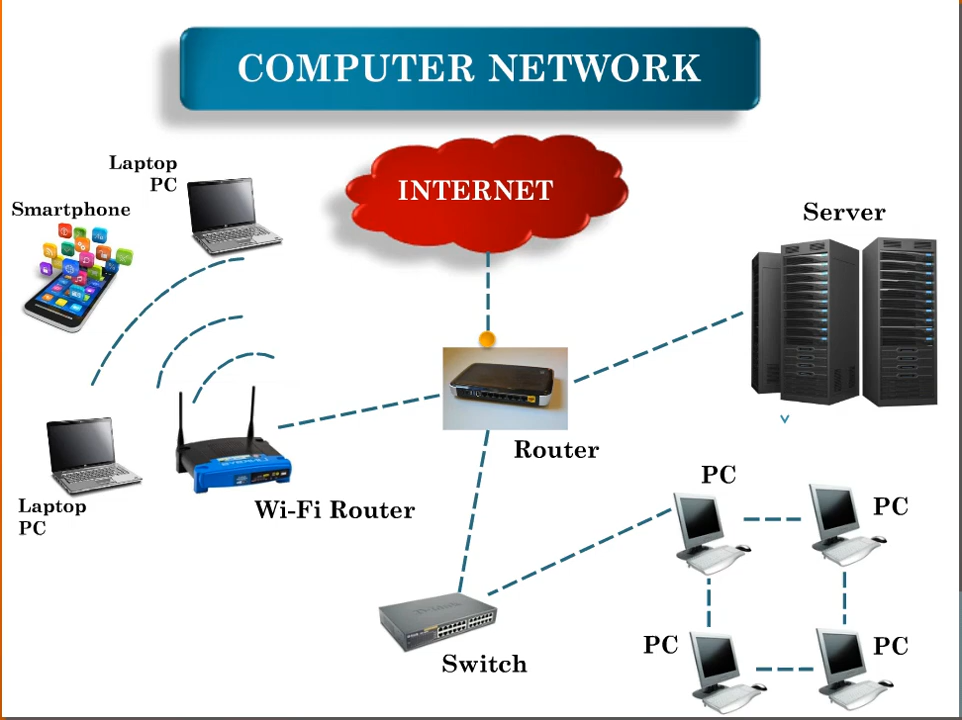 COMPUTER NETWORK
Laptop
PC
INTERNET
Smartphone
Server
Router
PC
PC
Wi-Fi Router
Laptop
PC
PC
PC
Switch